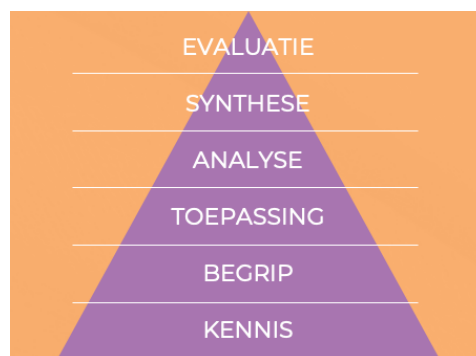 EVALUATIE
SYNTHESE
ANALYSE
TOEPASSING
BEGRIP
KENNIS